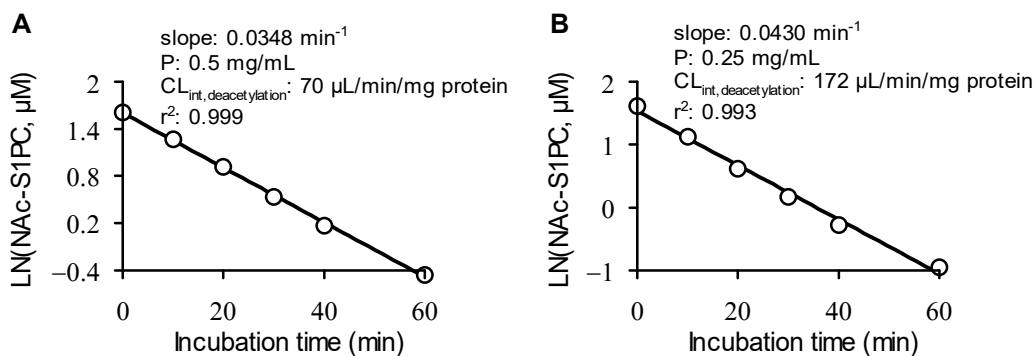 A
slope: 0.0348 min⁻¹
P: 0.5 mg/mL
CLint,deacetylation: 70 µL/min/mg protein
r²: 0.999
LN(NAc-S1PC, µM)
2
1.4
0.8
0.2
−0.4
0 20 40 60
Incubation time (min)
B
slope: 0.0430 min⁻¹
P: 0.25 mg/mL
CLint,deacetylation: 172 µL/min/mg protein
r²: 0.993
LN(NAc-S1PC, µM)
2
1
0
−1
0 20 40 60
Incubation time (min)